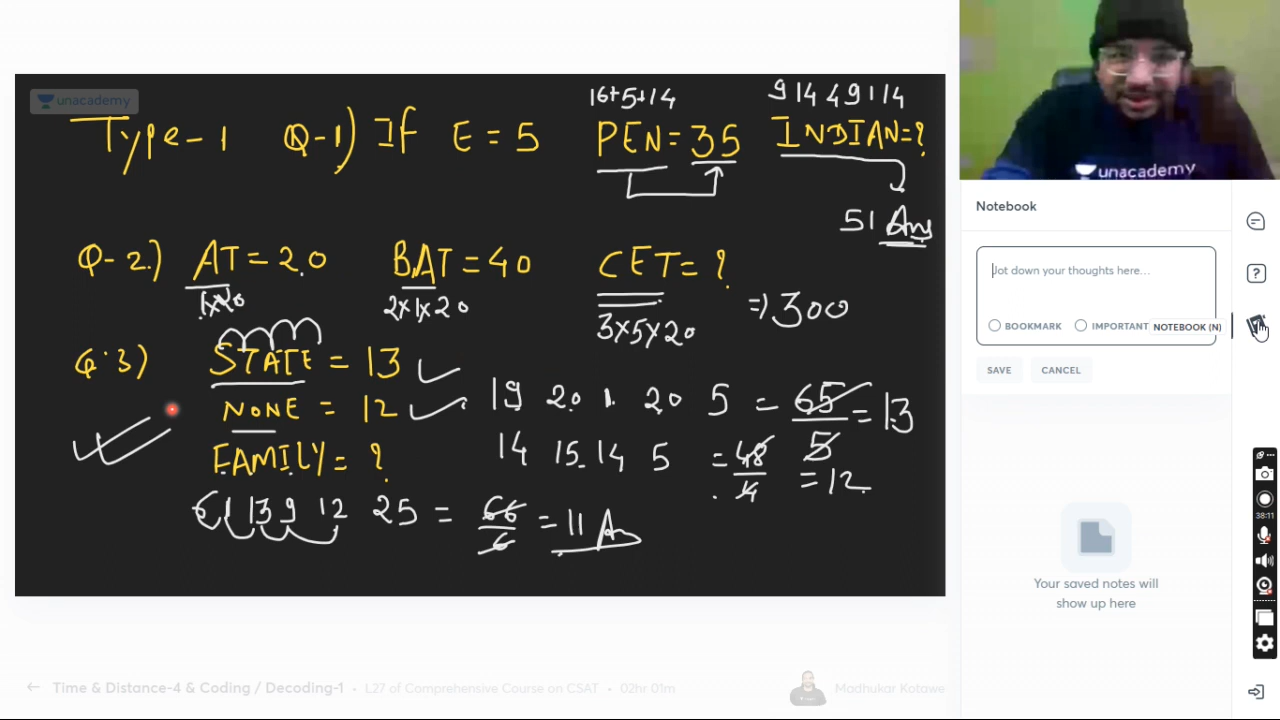 unacademy
16+5+14
9 14 4 9 1 14
Type-1 Q-1) If E = 5 PEN = 35 INDIAN=?
51 Ans
Q-2.) AT = 20 BAT = 40 CET = ?
1x20 2x1x20 3x5x20 => 300
Q.3) STATE = 13
19 20 1 20 5 = 65/5 = 13
NONE = 12
14 15 14 5 = 48/4 = 12
FAMILY = ?
6 1 13 9 12 25 = 66/6 = 11 An
unacademy
Notebook
Jot down your thoughts here...
BOOKMARK IMPORTANT NOTEBOOK (N)
SAVE CANCEL
Your saved notes will
show up here
38:11
Time & Distance-4 & Coding / Decoding-1 • L27 of Comprehensive Course on CSAT • 02hr 01m Madhukar Kotawe